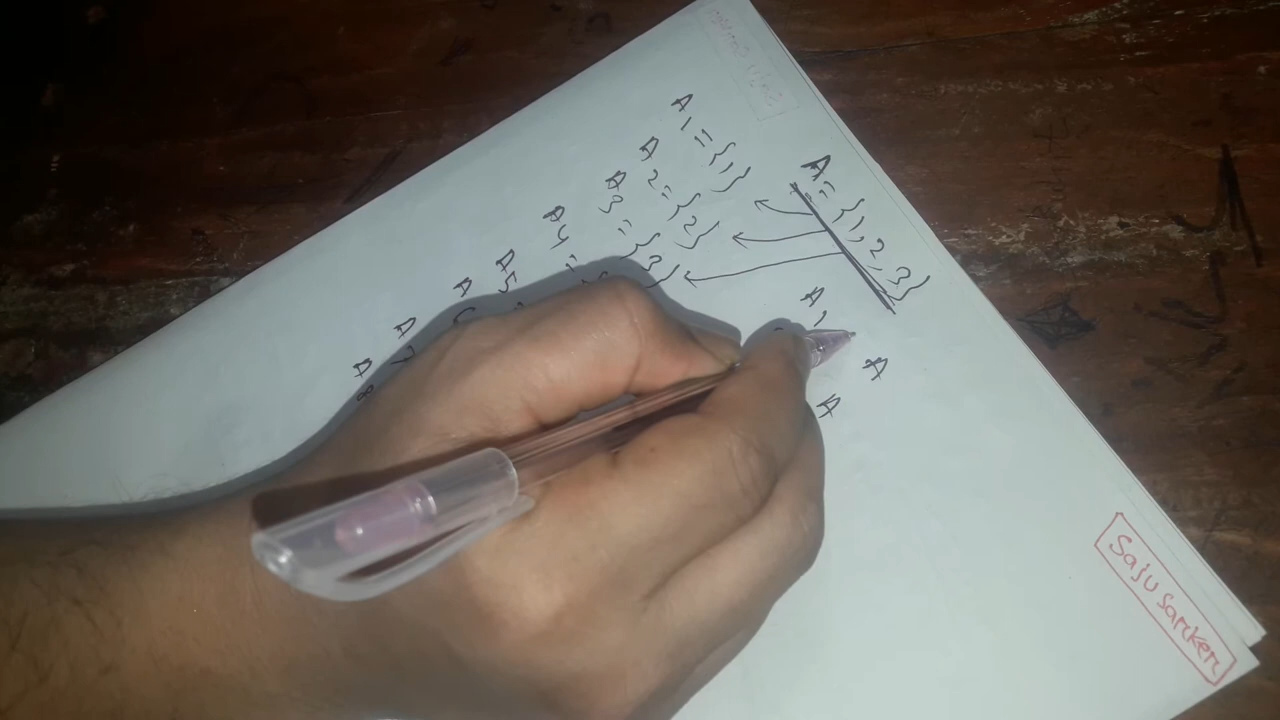 A = {1, 2, 3}
A1 = {1}
A2 = {2}
A3 = {3}
A4 =
A5
A6
A7
A8
A1
A
A
Saju Sarker